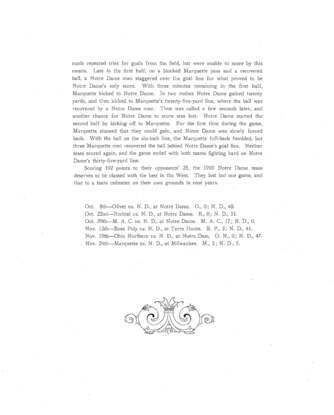 made repeated tries for goals from the field, but were unable to score by this
means. Late in the first half, on a blocked Marquette pass and a recovered
ball, a Notre Dame man staggered over the goal line for what proved to be
Notre Dame's only score. With three minutes remaining in the first half,
Marquette kicked to Notre Dame. In two rushes Notre Dame gained twenty
yards, and then kicked to Marquette's twenty-five-yard line, where the ball was
recovered by a Notre Dame man. Time was called a few seconds later, and
another chance for Notre Dame to score was lost. Notre Dame started the
second half by kicking off to Marquette. For the first time during the game,
Marquette showed that they could gain, and Notre Dame was slowly forced
back. With the ball on the six-inch line, the Marquette full-back fumbled, but
three Marquette men recovered the ball behind Notre Dame's goal line. Neither
team scored again, and the game ended with both teams fighting hard on Notre
Dame's thirty-five-yard line.
Scoring 192 points to their opponents' 25, the 1910 Notre Dame team
deserves to be classed with the best in the West. They lost but one game, and
that to a team unbeaten on their own grounds in nine years.
Oct. 8th—Olivet vs. N. D., at Notre Dame. O., 0; N. D., 48.
Oct. 22nd—Buchtel vs. N. D., at Notre Dame. B., 0; N. D., 51.
Oct. 29th—M. A. C. vs. N. D., at Notre Dame. M. A. C., 17; N. D., 0.
Nov. 12th—Rose Poly vs. N. D., at Terre Haute. R. P., 3; N. D., 41.
Nov. 19th—Ohio Northern vs. N. D., at Notre Dame. O. N., 0; N. D., 47.
Nov. 24th—Marquette vs. N. D., at Milwaukee. M., 5; N. D., 5.